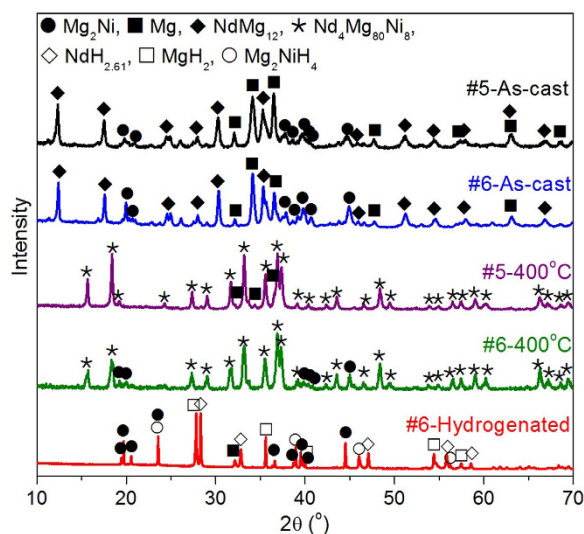 ● Mg₂Ni, ■ Mg, ◆ NdMg₁₂, * Nd₄Mg₈₀Ni₈,
◇ NdH₂.₆₁, □ MgH₂, ○ Mg₂NiH₄
#5-As-cast
#6-As-cast
#5-400°C
#6-400°C
#6-Hydrogenated
Intensity
10 20 30 40 50 60 70
2θ (°)